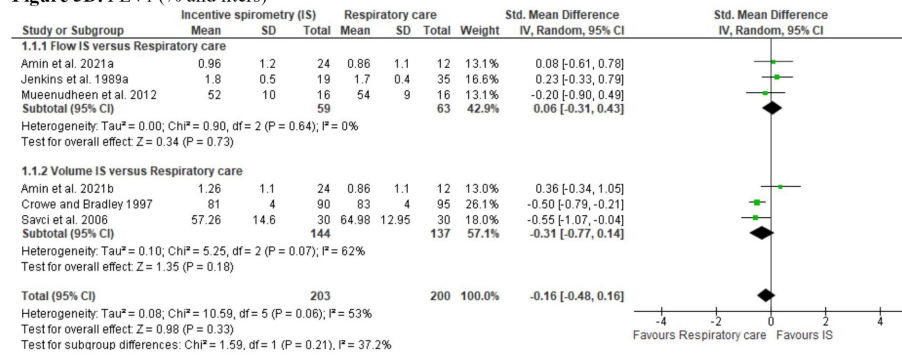 Incentive spirometry (IS) Respiratory care Std. Mean Difference Std. Mean Difference
Study or Subgroup Mean SD Total Mean SD Total Weight IV, Random, 95% CI IV, Random, 95% CI
1.1.1 Flow IS versus Respiratory care
Amin et al. 2021a 0.96 1.2 24 0.86 1.1 12 13.1% 0.08 [-0.61, 0.78]
Jenkins et al. 1989a 1.8 0.5 19 1.7 0.4 35 16.6% 0.23 [-0.33, 0.79]
Mueenudheen et al. 2012 52 10 16 54 9 16 13.1% -0.20 [-0.90, 0.49]
Subtotal (95% CI) 59 63 42.9% 0.06 [-0.31, 0.43]
Heterogeneity: Tau² = 0.00; Chi² = 0.90, df = 2 (P = 0.64); I² = 0%
Test for overall effect: Z = 0.34 (P = 0.73)
1.1.2 Volume IS versus Respiratory care
Amin et al. 2021b 1.26 1.1 24 0.86 1.1 12 13.0% 0.36 [-0.34, 1.05]
Crowe and Bradley 1997 81 4 90 83 4 95 26.1% -0.50 [-0.79, -0.21]
Savci et al. 2006 57.26 14.6 30 64.98 12.95 30 18.0% -0.55 [-1.07, -0.04]
Subtotal (95% CI) 144 137 57.1% -0.31 [-0.77, 0.14]
Heterogeneity: Tau² = 0.10; Chi² = 5.25, df = 2 (P = 0.07); I² = 62%
Test for overall effect: Z = 1.35 (P = 0.18)
Total (95% CI) 203 200 100.0% -0.16 [-0.48, 0.16]
Heterogeneity: Tau² = 0.08; Chi² = 10.59, df = 5 (P = 0.06); I² = 53%
Test for overall effect: Z = 0.98 (P = 0.33)
Test for subgroup differences: Chi² = 1.59, df = 1 (P = 0.21), I² = 37.2%
-4 -2 0 2 4
Favours Respiratory care Favours IS